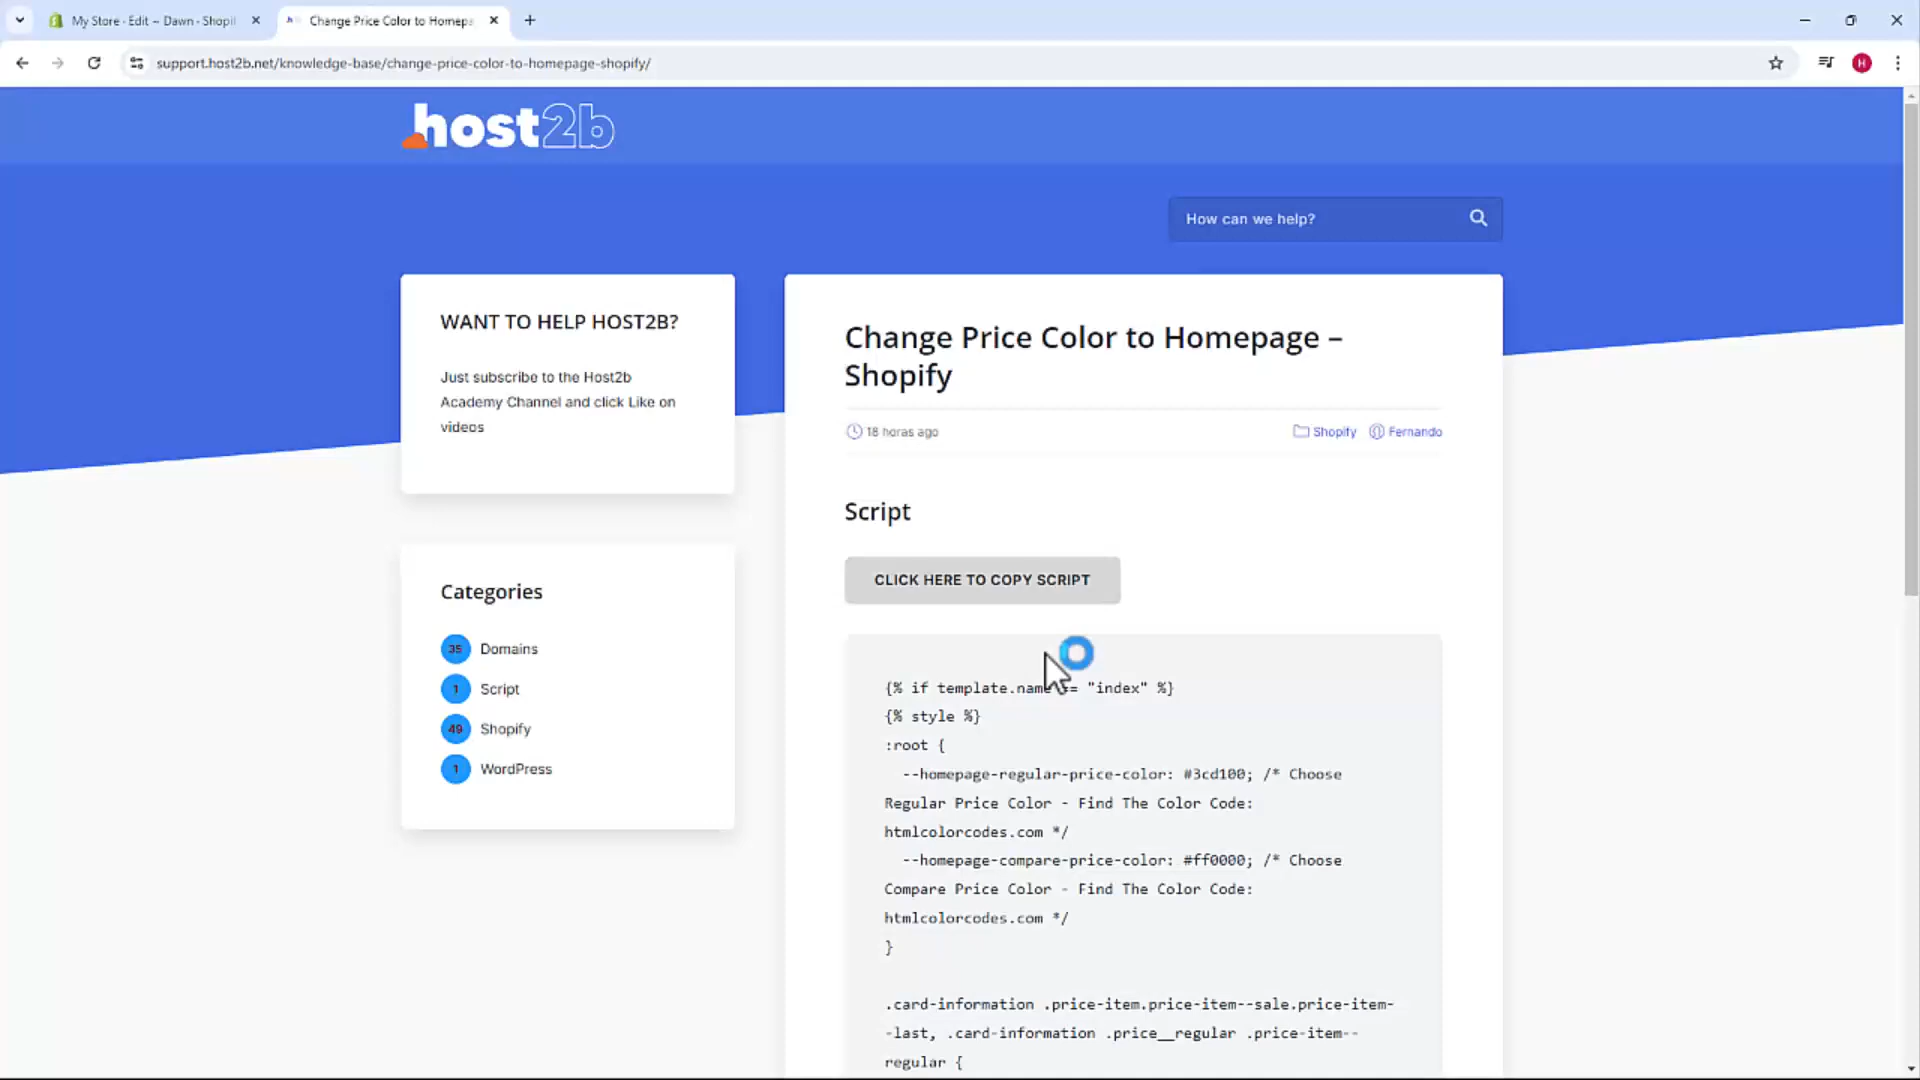 My Store · Edit ~ Dawn · Shopif
Change Price Color to Homepa
support.host2b.net/knowledge-base/change-price-color-to-homepage-shopify/
H
host2b
How can we help?
WANT TO HELP HOST2B?
Just subscribe to the Host2b
Academy Channel and click Like on
videos
Categories
35 Domains
1 Script
49 Shopify
1 WordPress
Change Price Color to Homepage –
Shopify
18 horas ago
Shopify
Fernando
Script
CLICK HERE TO COPY SCRIPT
{% if template.name == "index" %}
{% style %}
:root {
--homepage-regular-price-color: #3cd100; /* Choose
Regular Price Color - Find The Color Code:
htmlcolorcodes.com */
--homepage-compare-price-color: #ff0000; /* Choose
Compare Price Color - Find The Color Code:
htmlcolorcodes.com */
}
.card-information .price-item.price-item--sale.price-item-
-last, .card-information .price__regular .price-item--
regular {